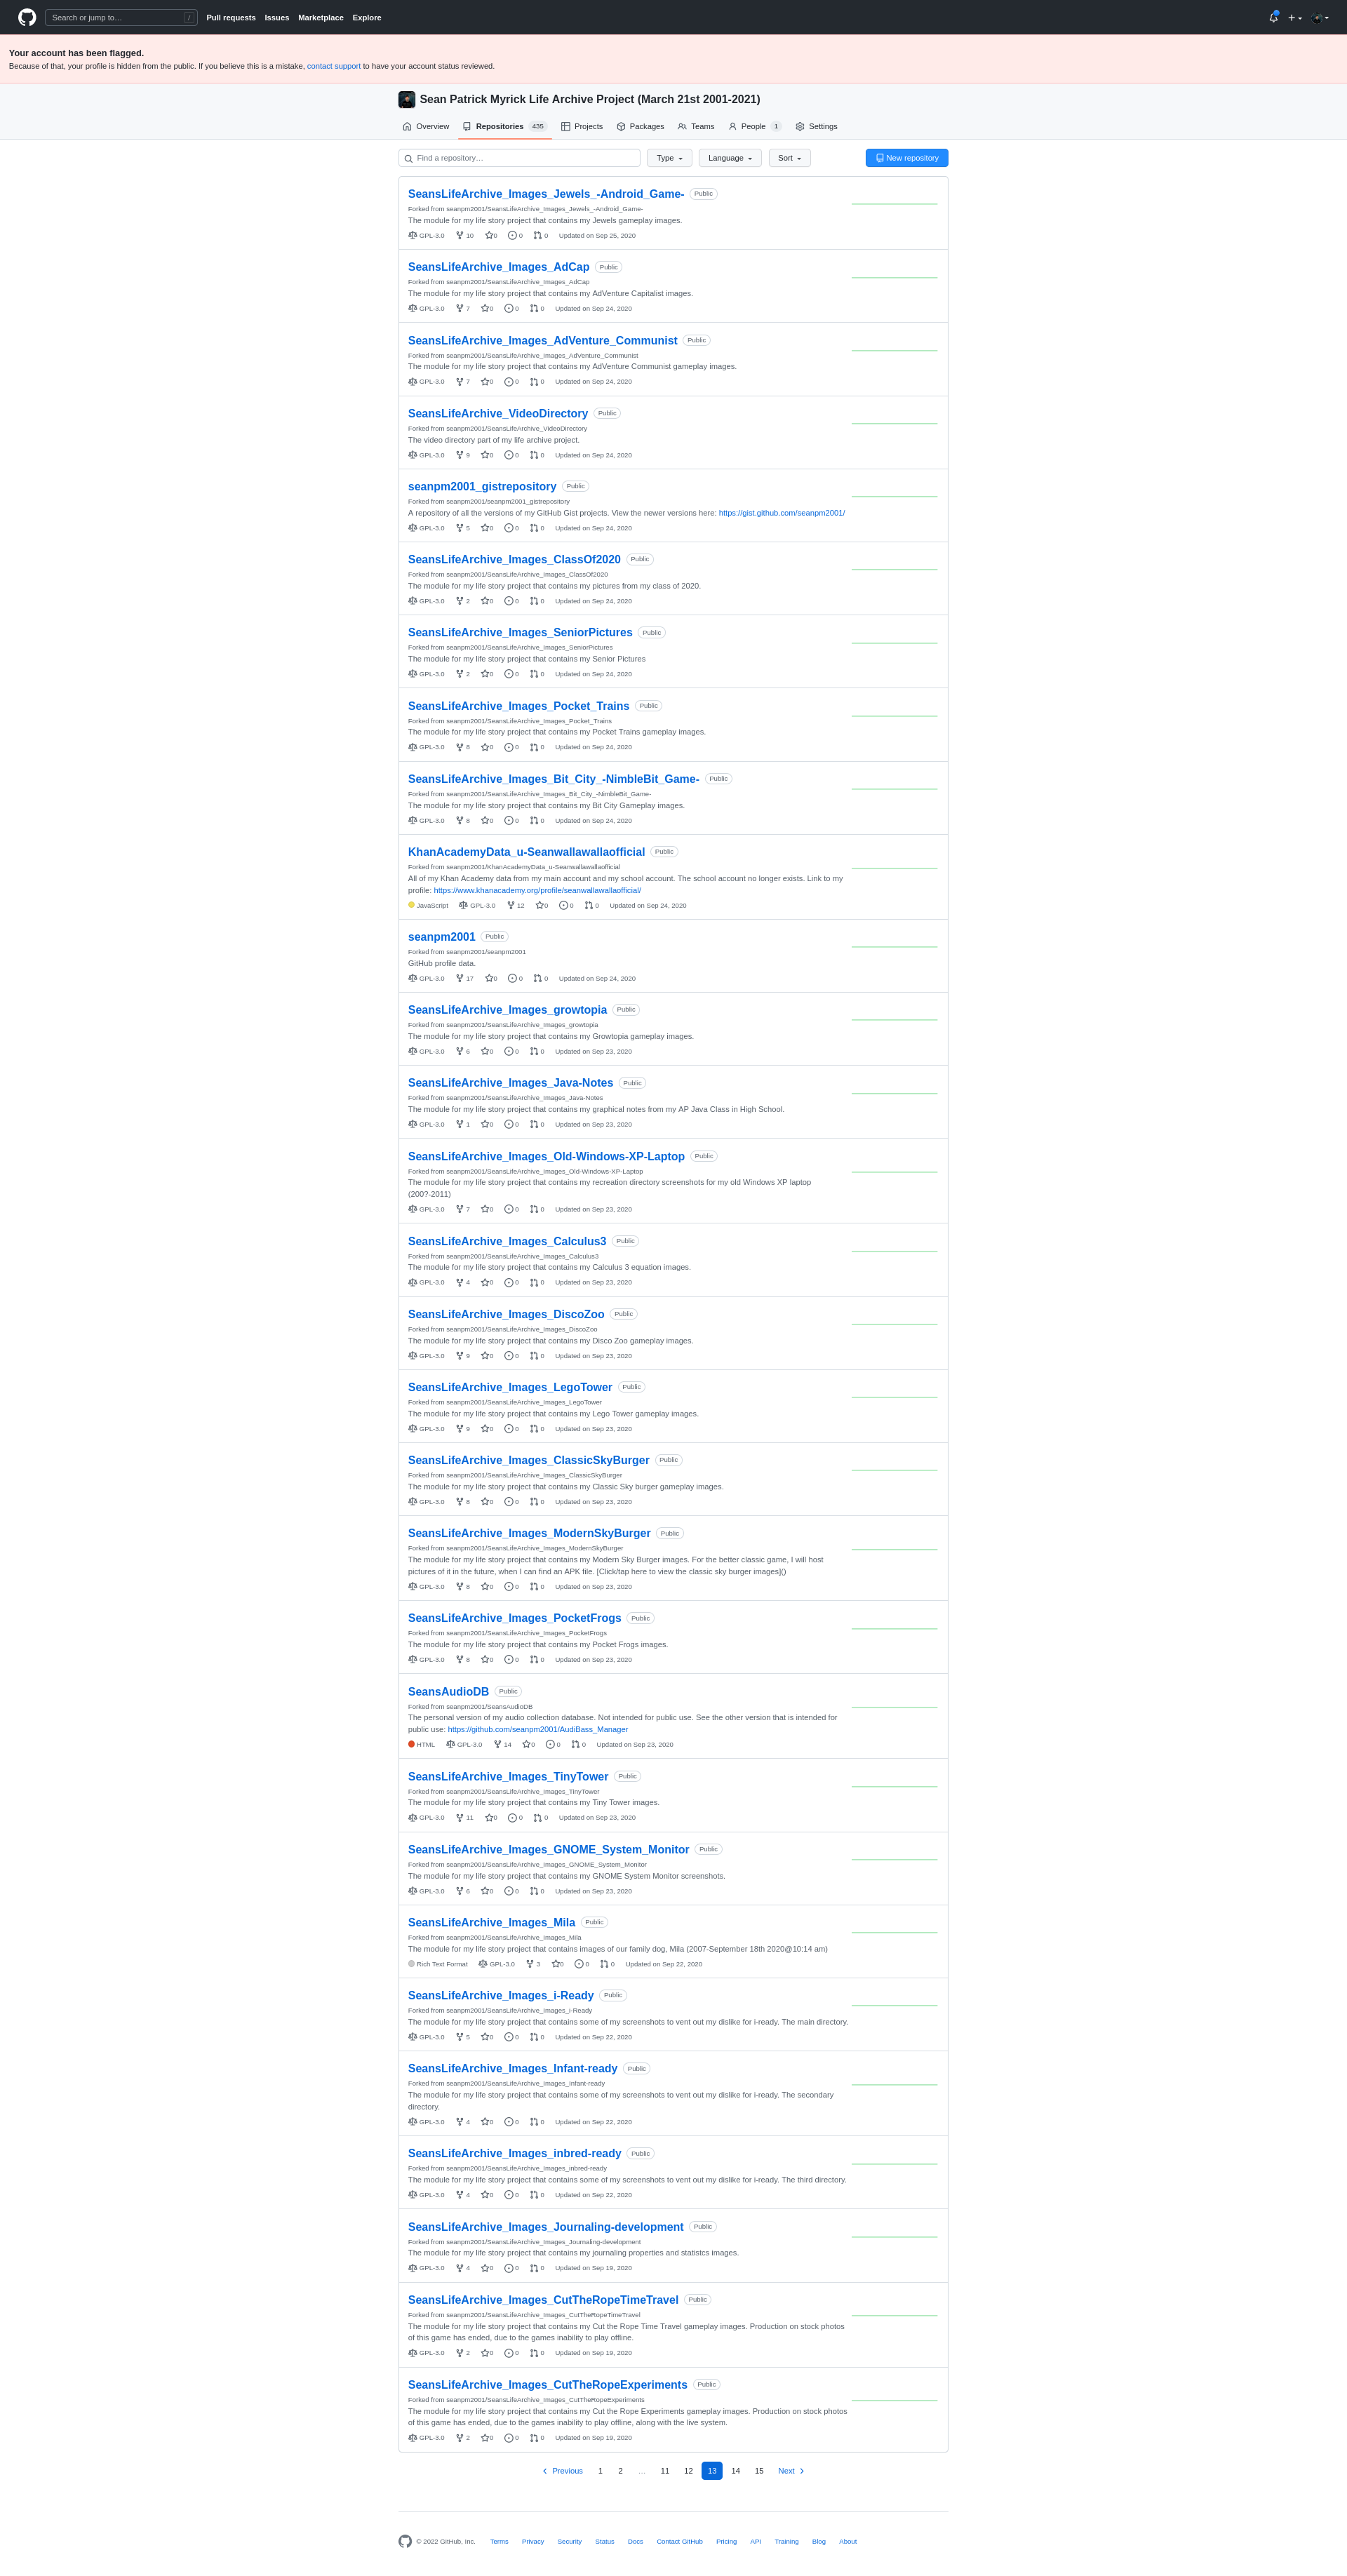 Search or jump to… /
Pull requests Issues Marketplace Explore
Your account has been flagged.
Because of that, your profile is hidden from the public. If you believe this is a mistake, contact support to have your account status reviewed.
Sean Patrick Myrick Life Archive Project (March 21st 2001-2021)
Overview Repositories 435 Projects Packages Teams People 1 Settings
Find a repository… Type Language Sort New repository
SeansLifeArchive_Images_Jewels_-Android_Game- Public
Forked from seanpm2001/SeansLifeArchive_Images_Jewels_-Android_Game-
The module for my life story project that contains my Jewels gameplay images.
GPL-3.0 10 0 0 0 Updated on Sep 25, 2020
SeansLifeArchive_Images_AdCap Public
Forked from seanpm2001/SeansLifeArchive_Images_AdCap
The module for my life story project that contains my AdVenture Capitalist images.
GPL-3.0 7 0 0 0 Updated on Sep 24, 2020
SeansLifeArchive_Images_AdVenture_Communist Public
Forked from seanpm2001/SeansLifeArchive_Images_AdVenture_Communist
The module for my life story project that contains my AdVenture Communist gameplay images.
GPL-3.0 7 0 0 0 Updated on Sep 24, 2020
SeansLifeArchive_VideoDirectory Public
Forked from seanpm2001/SeansLifeArchive_VideoDirectory
The video directory part of my life archive project.
GPL-3.0 9 0 0 0 Updated on Sep 24, 2020
seanpm2001_gistrepository Public
Forked from seanpm2001/seanpm2001_gistrepository
A repository of all the versions of my GitHub Gist projects. View the newer versions here: https://gist.github.com/seanpm2001/
GPL-3.0 5 0 0 0 Updated on Sep 24, 2020
SeansLifeArchive_Images_ClassOf2020 Public
Forked from seanpm2001/SeansLifeArchive_Images_ClassOf2020
The module for my life story project that contains my pictures from my class of 2020.
GPL-3.0 2 0 0 0 Updated on Sep 24, 2020
SeansLifeArchive_Images_SeniorPictures Public
Forked from seanpm2001/SeansLifeArchive_Images_SeniorPictures
The module for my life story project that contains my Senior Pictures
GPL-3.0 2 0 0 0 Updated on Sep 24, 2020
SeansLifeArchive_Images_Pocket_Trains Public
Forked from seanpm2001/SeansLifeArchive_Images_Pocket_Trains
The module for my life story project that contains my Pocket Trains gameplay images.
GPL-3.0 8 0 0 0 Updated on Sep 24, 2020
SeansLifeArchive_Images_Bit_City_-NimbleBit_Game- Public
Forked from seanpm2001/SeansLifeArchive_Images_Bit_City_-NimbleBit_Game-
The module for my life story project that contains my Bit City Gameplay images.
GPL-3.0 8 0 0 0 Updated on Sep 24, 2020
KhanAcademyData_u-Seanwallawallaofficial Public
Forked from seanpm2001/KhanAcademyData_u-Seanwallawallaofficial
All of my Khan Academy data from my main account and my school account. The school account no longer exists. Link to my
profile: https://www.khanacademy.org/profile/seanwallawallaofficial/
JavaScript GPL-3.0 12 0 0 0 Updated on Sep 24, 2020
seanpm2001 Public
Forked from seanpm2001/seanpm2001
GitHub profile data.
GPL-3.0 17 0 0 0 Updated on Sep 24, 2020
SeansLifeArchive_Images_growtopia Public
Forked from seanpm2001/SeansLifeArchive_Images_growtopia
The module for my life story project that contains my Growtopia gameplay images.
GPL-3.0 6 0 0 0 Updated on Sep 23, 2020
SeansLifeArchive_Images_Java-Notes Public
Forked from seanpm2001/SeansLifeArchive_Images_Java-Notes
The module for my life story project that contains my graphical notes from my AP Java Class in High School.
GPL-3.0 1 0 0 0 Updated on Sep 23, 2020
SeansLifeArchive_Images_Old-Windows-XP-Laptop Public
Forked from seanpm2001/SeansLifeArchive_Images_Old-Windows-XP-Laptop
The module for my life story project that contains my recreation directory screenshots for my old Windows XP laptop
(200?-2011)
GPL-3.0 7 0 0 0 Updated on Sep 23, 2020
SeansLifeArchive_Images_Calculus3 Public
Forked from seanpm2001/SeansLifeArchive_Images_Calculus3
The module for my life story project that contains my Calculus 3 equation images.
GPL-3.0 4 0 0 0 Updated on Sep 23, 2020
SeansLifeArchive_Images_DiscoZoo Public
Forked from seanpm2001/SeansLifeArchive_Images_DiscoZoo
The module for my life story project that contains my Disco Zoo gameplay images.
GPL-3.0 9 0 0 0 Updated on Sep 23, 2020
SeansLifeArchive_Images_LegoTower Public
Forked from seanpm2001/SeansLifeArchive_Images_LegoTower
The module for my life story project that contains my Lego Tower gameplay images.
GPL-3.0 9 0 0 0 Updated on Sep 23, 2020
SeansLifeArchive_Images_ClassicSkyBurger Public
Forked from seanpm2001/SeansLifeArchive_Images_ClassicSkyBurger
The module for my life story project that contains my Classic Sky burger gameplay images.
GPL-3.0 8 0 0 0 Updated on Sep 23, 2020
SeansLifeArchive_Images_ModernSkyBurger Public
Forked from seanpm2001/SeansLifeArchive_Images_ModernSkyBurger
The module for my life story project that contains my Modern Sky Burger images. For the better classic game, I will host
pictures of it in the future, when I can find an APK file. [Click/tap here to view the classic sky burger images]()
GPL-3.0 8 0 0 0 Updated on Sep 23, 2020
SeansLifeArchive_Images_PocketFrogs Public
Forked from seanpm2001/SeansLifeArchive_Images_PocketFrogs
The module for my life story project that contains my Pocket Frogs images.
GPL-3.0 8 0 0 0 Updated on Sep 23, 2020
SeansAudioDB Public
Forked from seanpm2001/SeansAudioDB
The personal version of my audio collection database. Not intended for public use. See the other version that is intended for
public use: https://github.com/seanpm2001/AudiBass_Manager
HTML GPL-3.0 14 0 0 0 Updated on Sep 23, 2020
SeansLifeArchive_Images_TinyTower Public
Forked from seanpm2001/SeansLifeArchive_Images_TinyTower
The module for my life story project that contains my Tiny Tower images.
GPL-3.0 11 0 0 0 Updated on Sep 23, 2020
SeansLifeArchive_Images_GNOME_System_Monitor Public
Forked from seanpm2001/SeansLifeArchive_Images_GNOME_System_Monitor
The module for my life story project that contains my GNOME System Monitor screenshots.
GPL-3.0 6 0 0 0 Updated on Sep 23, 2020
SeansLifeArchive_Images_Mila Public
Forked from seanpm2001/SeansLifeArchive_Images_Mila
The module for my life story project that contains images of our family dog, Mila (2007-September 18th 2020@10:14 am)
Rich Text Format GPL-3.0 3 0 0 0 Updated on Sep 22, 2020
SeansLifeArchive_Images_i-Ready Public
Forked from seanpm2001/SeansLifeArchive_Images_i-Ready
The module for my life story project that contains some of my screenshots to vent out my dislike for i-ready, The main directory.
GPL-3.0 5 0 0 0 Updated on Sep 22, 2020
SeansLifeArchive_Images_Infant-ready Public
Forked from seanpm2001/SeansLifeArchive_Images_Infant-ready
The module for my life story project that contains some of my screenshots to vent out my dislike for i-ready. The secondary
directory.
GPL-3.0 4 0 0 0 Updated on Sep 22, 2020
SeansLifeArchive_Images_inbred-ready Public
Forked from seanpm2001/SeansLifeArchive_Images_inbred-ready
The module for my life story project that contains some of my screenshots to vent out my dislike for i-ready. The third directory.
GPL-3.0 4 0 0 0 Updated on Sep 22, 2020
SeansLifeArchive_Images_Journaling-development Public
Forked from seanpm2001/SeansLifeArchive_Images_Journaling-development
The module for my life story project that contains my journaling properties and statistcs images.
GPL-3.0 4 0 0 0 Updated on Sep 19, 2020
SeansLifeArchive_Images_CutTheRopeTimeTravel Public
Forked from seanpm2001/SeansLifeArchive_Images_CutTheRopeTimeTravel
The module for my life story project that contains my Cut the Rope Time Travel gameplay images. Production on stock photos
of this game has ended, due to the games inability to play offline.
GPL-3.0 2 0 0 0 Updated on Sep 19, 2020
SeansLifeArchive_Images_CutTheRopeExperiments Public
Forked from seanpm2001/SeansLifeArchive_Images_CutTheRopeExperiments
The module for my life story project that contains my Cut the Rope Experiments gameplay images. Production on stock photos
of this game has ended, due to the games inability to play offline, along with the live system.
GPL-3.0 2 0 0 0 Updated on Sep 19, 2020
Previous 1 2 … 11 12 13 14 15 Next
© 2022 GitHub, Inc. Terms Privacy Security Status Docs Contact GitHub Pricing API Training Blog About